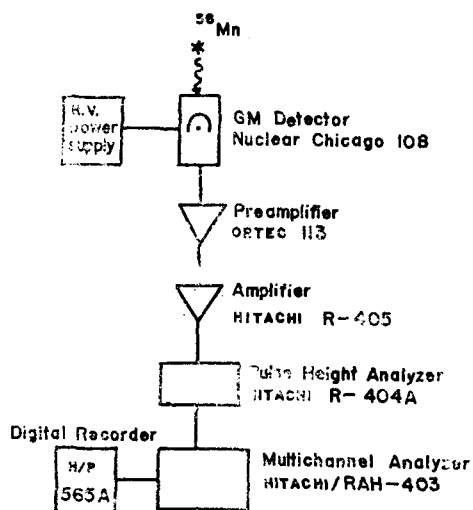 56Mn
H.V.
power
supply
GM Detector
Nuclear Chicago 108
Preamplifier
ORTEC 113
Amplifier
HITACHI R-405
Pulse Height Analyzer
HITACHI R-404A
Digital Recorder
H/P
565A
Multichannel Analyzer
HITACHI/RAH-403